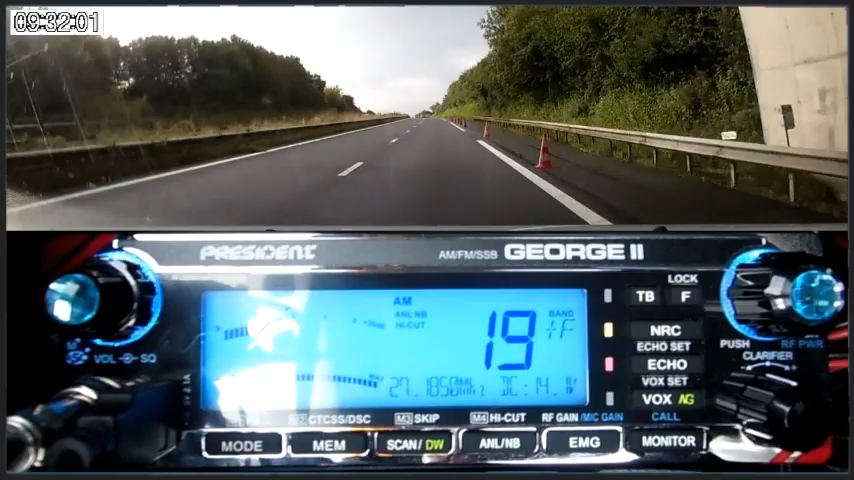 09:32:01
PRESIDENT AM/FM/SSB GEORGE II
LOCK
TB F
AM
ANL NB
HI-CUT
19
BAND
+F
NRC
ECHO SET
ECHO
VOX SET
VOX NG
CALL
PUSH RF PWR
CLARIFIER
VOL SQ
27.1850MHz DC:14.1V
CTCSS/DSC M3 SKIP M4 HI-CUT RF GAIN/MIC GAIN
MODE MEM SCAN/DW ANL/NB EMG MONITOR